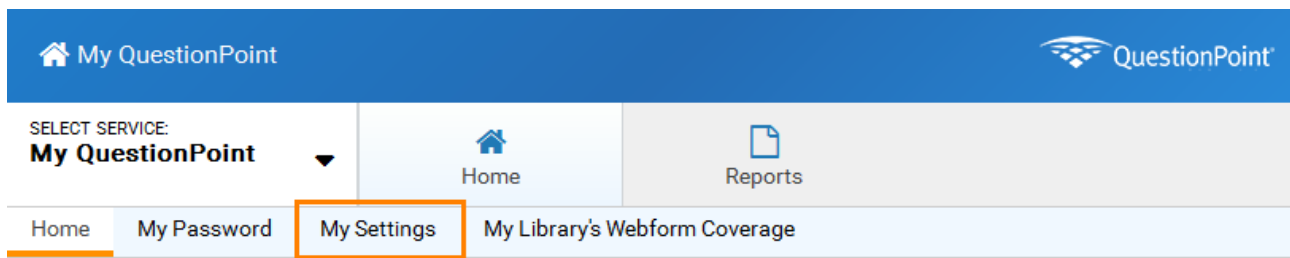 My QuestionPoint
QuestionPoint®
SELECT SERVICE:
My QuestionPoint
Home
Reports
Home My Password My Settings My Library's Webform Coverage